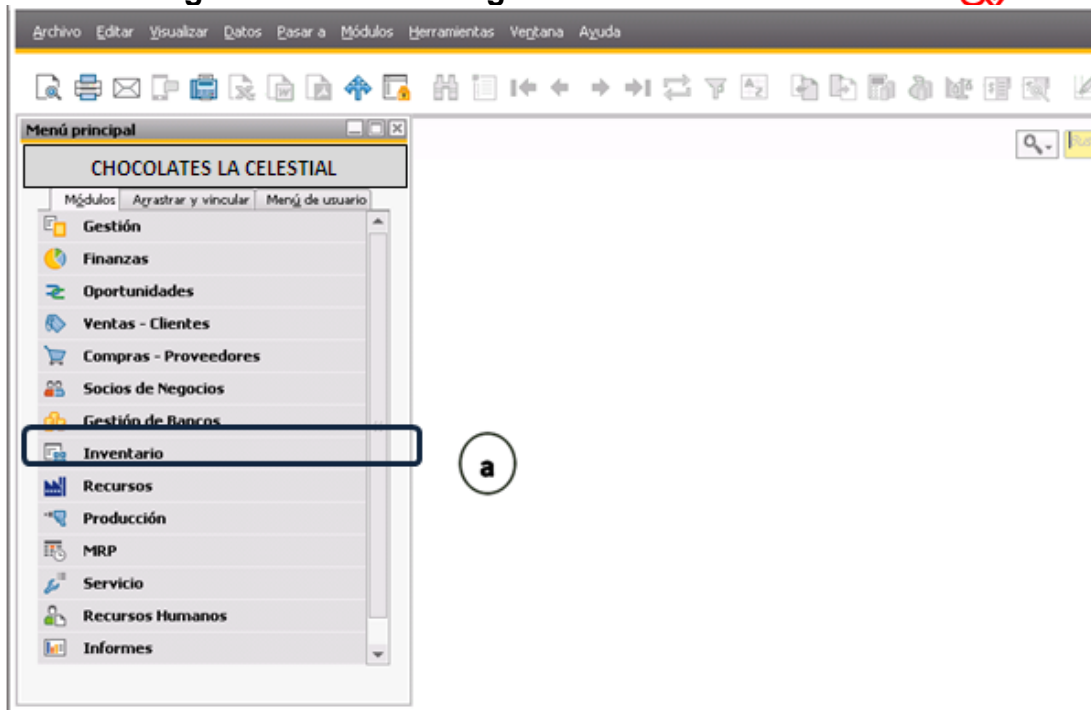 Archivo Editar Visualizar Datos Pasar a Módulos Herramientas Ventana Ayuda
Menú principal
CHOCOLATES LA CELESTIAL
Módulos Arrastrar y vincular Menú de usuario
Gestión
Finanzas
Oportunidades
Ventas - Clientes
Compras - Proveedores
Socios de Negocios
Gestión de Bancos
Inventario
a
Recursos
Producción
MRP
Servicio
Recursos Humanos
Informes